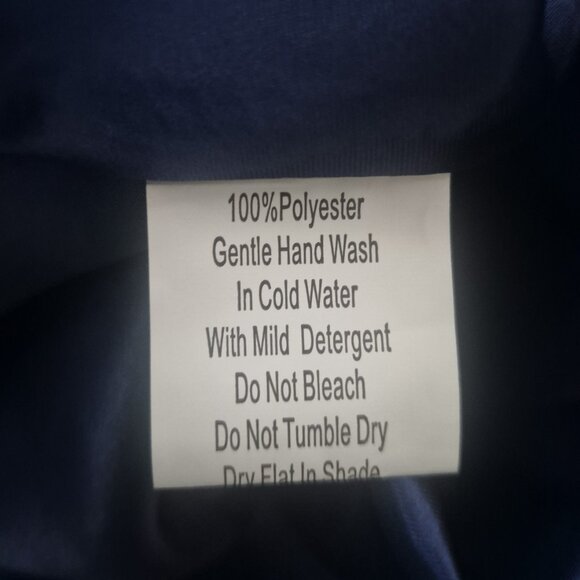 100%Polyester
Gentle Hand Wash
In Cold Water
With Mild Detergent
Do Not Bleach
Do Not Tumble Dry
Dry Flat In Shade